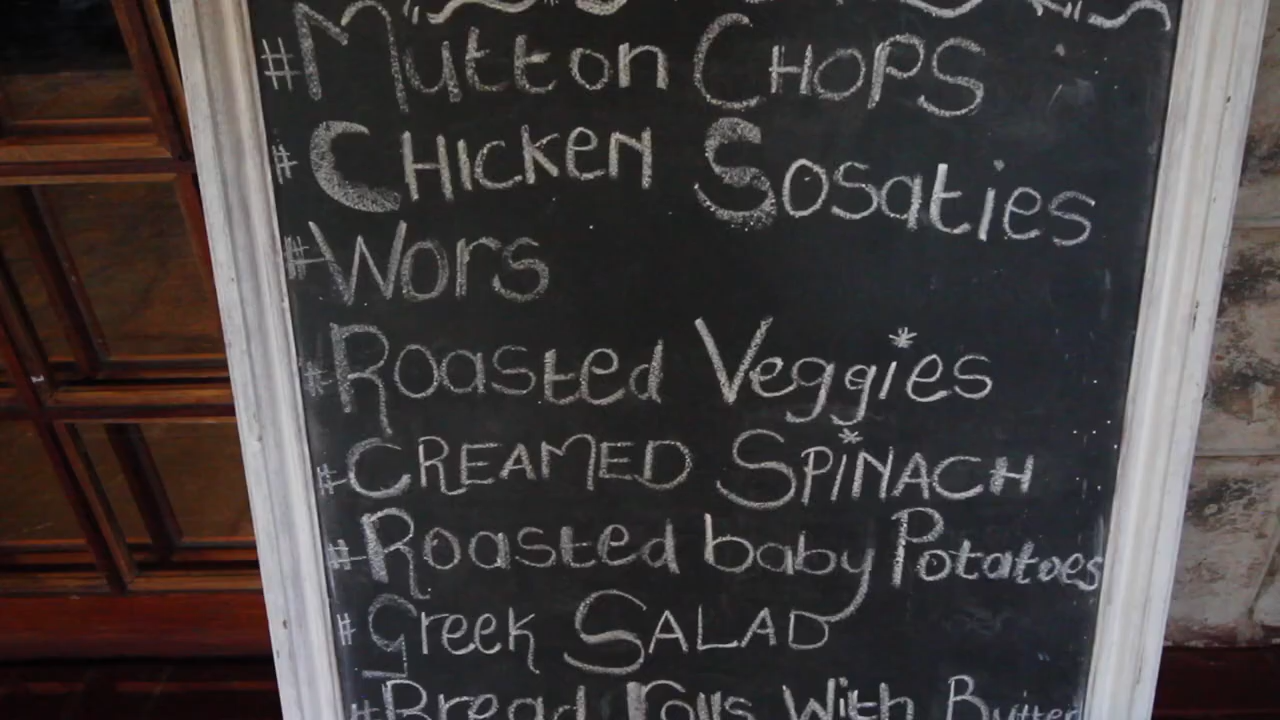 #Mutton CHOPS
#CHicken Sosaties
#Wors
#Roasted Veggies
#CREAMED SPiNACH
#Roasted baby Potatoes
#Greek SALAD
#Bread rolls With Butter